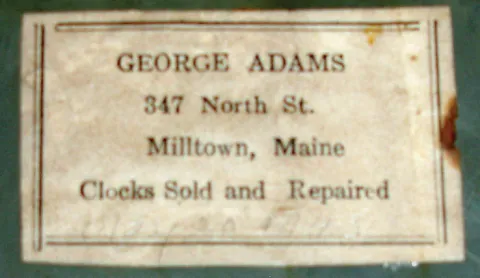 GEORGE ADAMS
347 North St.
Milltown, Maine
Clocks Sold and Repaired